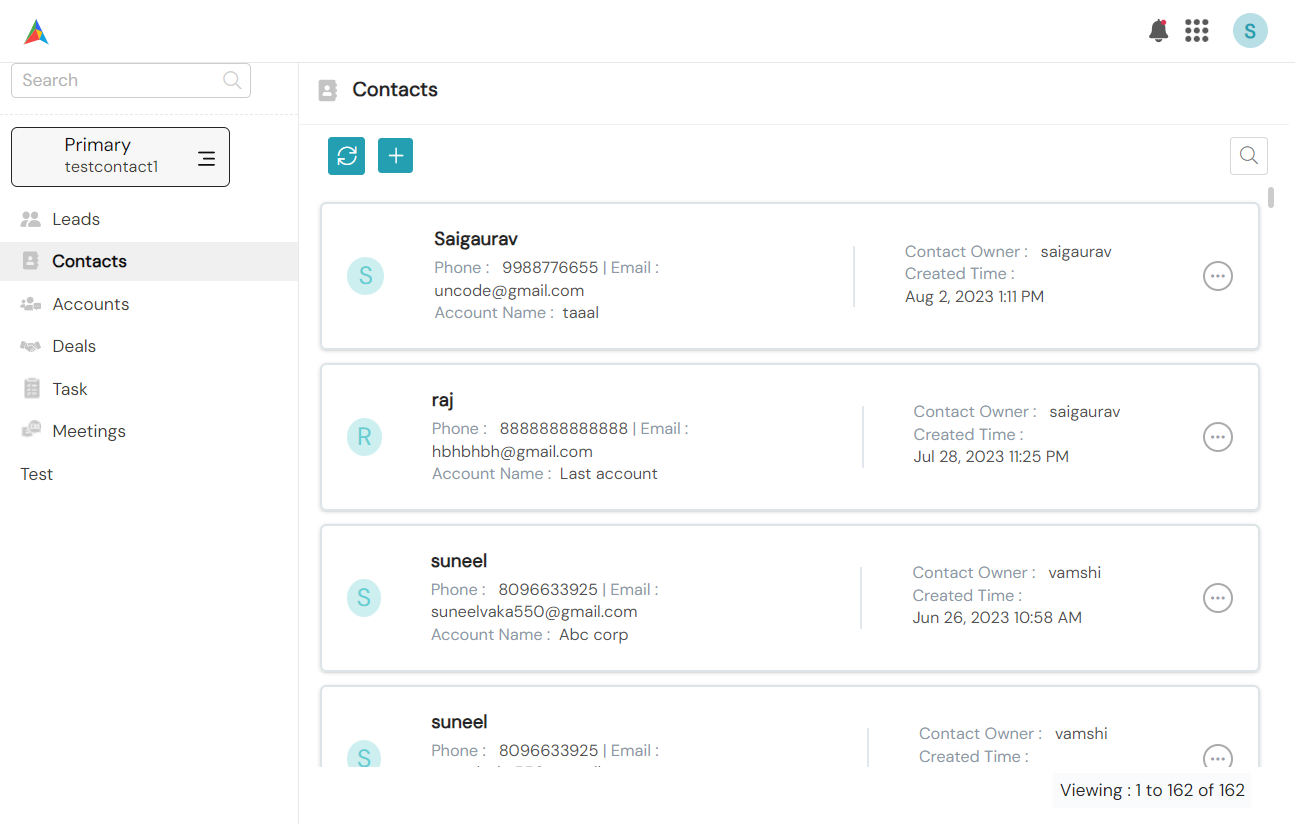 S
Search
Contacts
Primary
testcontact1
Leads
Contacts
Accounts
Deals
Task
Meetings
Test
S
Saigaurav
Phone : 9988776655 | Email :
uncode@gmail.com
Account Name : taaal
Contact Owner : saigaurav
Created Time :
Aug 2, 2023 1:11 PM
R
raj
Phone : 8888888888888 | Email :
hbhbhbh@gmail.com
Account Name : Last account
Contact Owner : saigaurav
Created Time :
Jul 28, 2023 11:25 PM
S
suneel
Phone : 8096633925 | Email :
suneelvaka550@gmail.com
Account Name : Abc corp
Contact Owner : vamshi
Created Time :
Jun 26, 2023 10:58 AM
S
suneel
Phone : 8096633925 | Email :
Contact Owner : vamshi
Created Time :
Viewing : 1 to 162 of 162